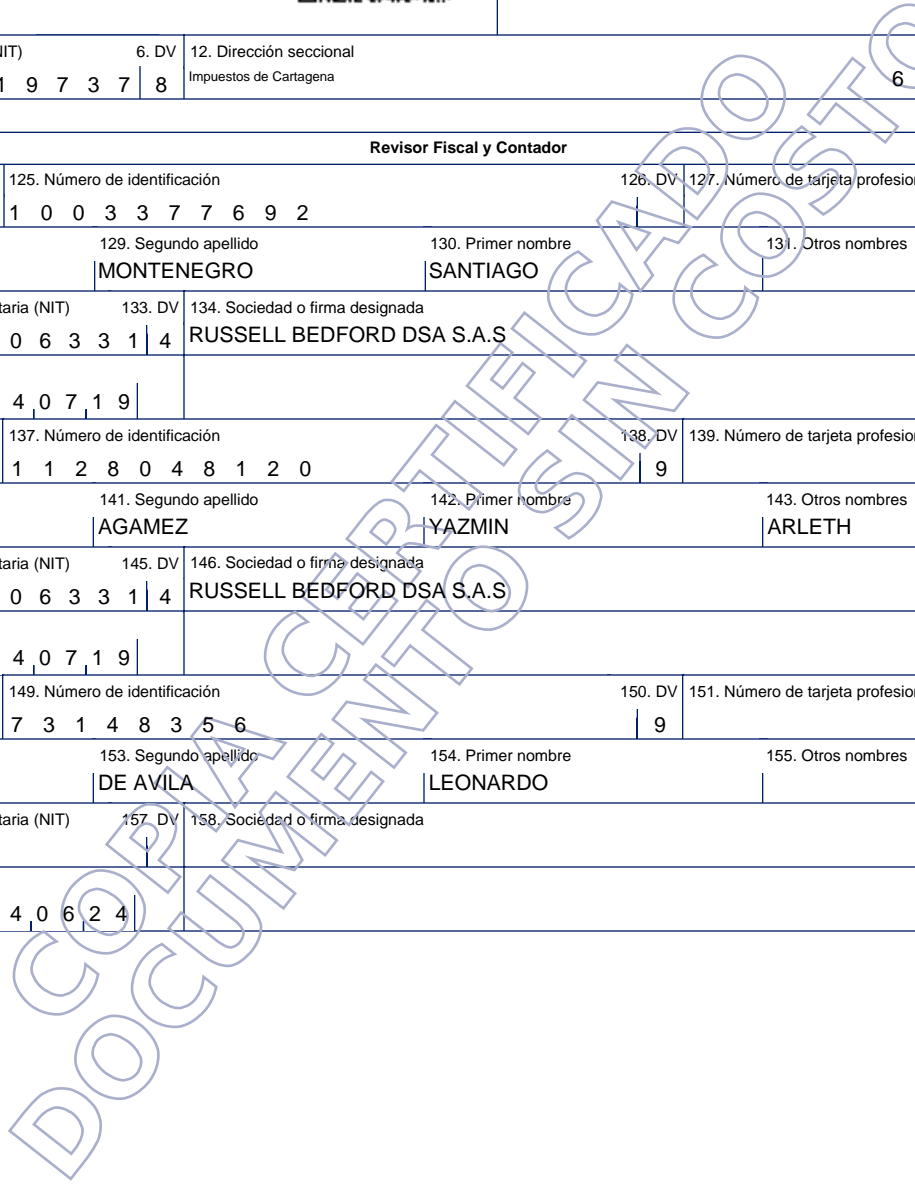 NIT) 6. DV 12. Dirección seccional
1 9 7 3 7 8 Impuestos de Cartagena 6
Revisor Fiscal y Contador
125. Número de identificación 126. DV 127. Número de tarjeta profesion
1 0 0 3 3 7 7 6 9 2
129. Segundo apellido 130. Primer nombre 131. Otros nombres
MONTENEGRO SANTIAGO
taria (NIT) 133. DV 134. Sociedad o firma designada
0 6 3 3 1 4 RUSSELL BEDFORD DSA S.A.S
4 0 7 1 9
137. Número de identificación 138. DV 139. Número de tarjeta profesion
1 1 2 8 0 4 8 1 2 0 9
141. Segundo apellido 142. Primer nombre 143. Otros nombres
AGAMEZ YAZMIN ARLETH
taria (NIT) 145. DV 146. Sociedad o firma designada
0 6 3 3 1 4 RUSSELL BEDFORD DSA S.A.S
4 0 7 1 9
149. Número de identificación 150. DV 151. Número de tarjeta profesion
7 3 1 4 8 3 5 6 9
153. Segundo apellido 154. Primer nombre 155. Otros nombres
DE AVILA LEONARDO
taria (NIT) 157. DV 158. Sociedad o firma designada
4 0 6 2 4
COPIA CERTIFICADO
DOCUMENTO SIN COSTO